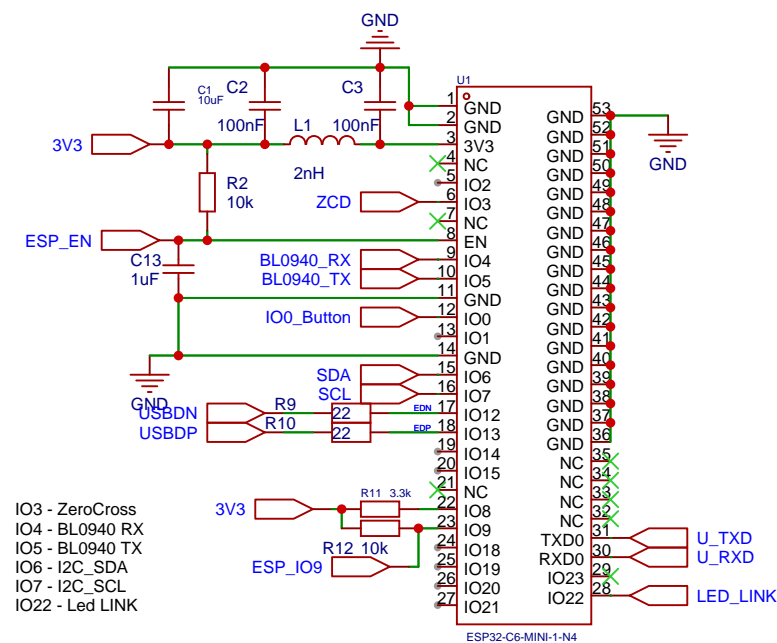 GND
C1
10uF
C2
100nF
C3
100nF
L1
2nH
3V3
R2
10k
ZCD
ESP_EN
C13
1uF
BL0940_RX
BL0940_TX
IO0_Button
GND
SDA
SCL
USBDN
R9
22
EDN
USBDP
R10
22
EDP
3V3
R11 3.3k
R12 10k
ESP_IO9
U1
1 GND
2 GND
3 3V3
4 NC
5 IO2
6 IO3
7 NC
8 EN
9 IO4
10 IO5
11 GND
12 IO0
13 IO1
14 GND
15 IO6
16 IO7
17 IO12
18 IO13
19 IO14
20 IO15
21 NC
22 IO8
23 IO9
24 IO18
25 IO19
26 IO20
27 IO21
GND 53
GND 52
GND 51
GND 50
GND 49
GND 48
GND 47
GND 46
GND 45
GND 44
GND 43
GND 42
GND 41
GND 40
GND 39
GND 38
GND 37
GND 36
NC 35
NC 34
NC 33
NC 32
TXD0 31
RXD0 30
IO23 29
IO22 28
GND
U_TXD
U_RXD
LED_LINK
ESP32-C6-MINI-1-N4
IO3 - ZeroCross
IO4 - BL0940 RX
IO5 - BL0940 TX
IO6 - I2C_SDA
IO7 - I2C_SCL
IO22 - Led LINK